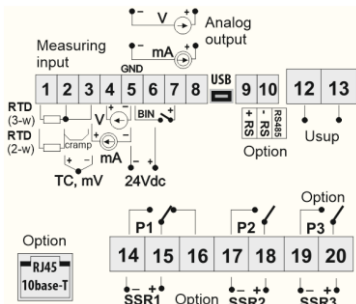 V
Analog
output
Measuring
input
mA
GND
USB
1 2 3 4 5 6 7 8 9 10 12 13
RTD
(3-w)
V
BIN
+ RS
- RS
RS485
RTD
(2-w)
cramp
mA
Option
Usup
TC, mV
24Vdc
Option
P1 P2 P3
Option
14 15 16 17 18 19 20
RJ45
10base-T
SSR1 Option SSR2 SSR3